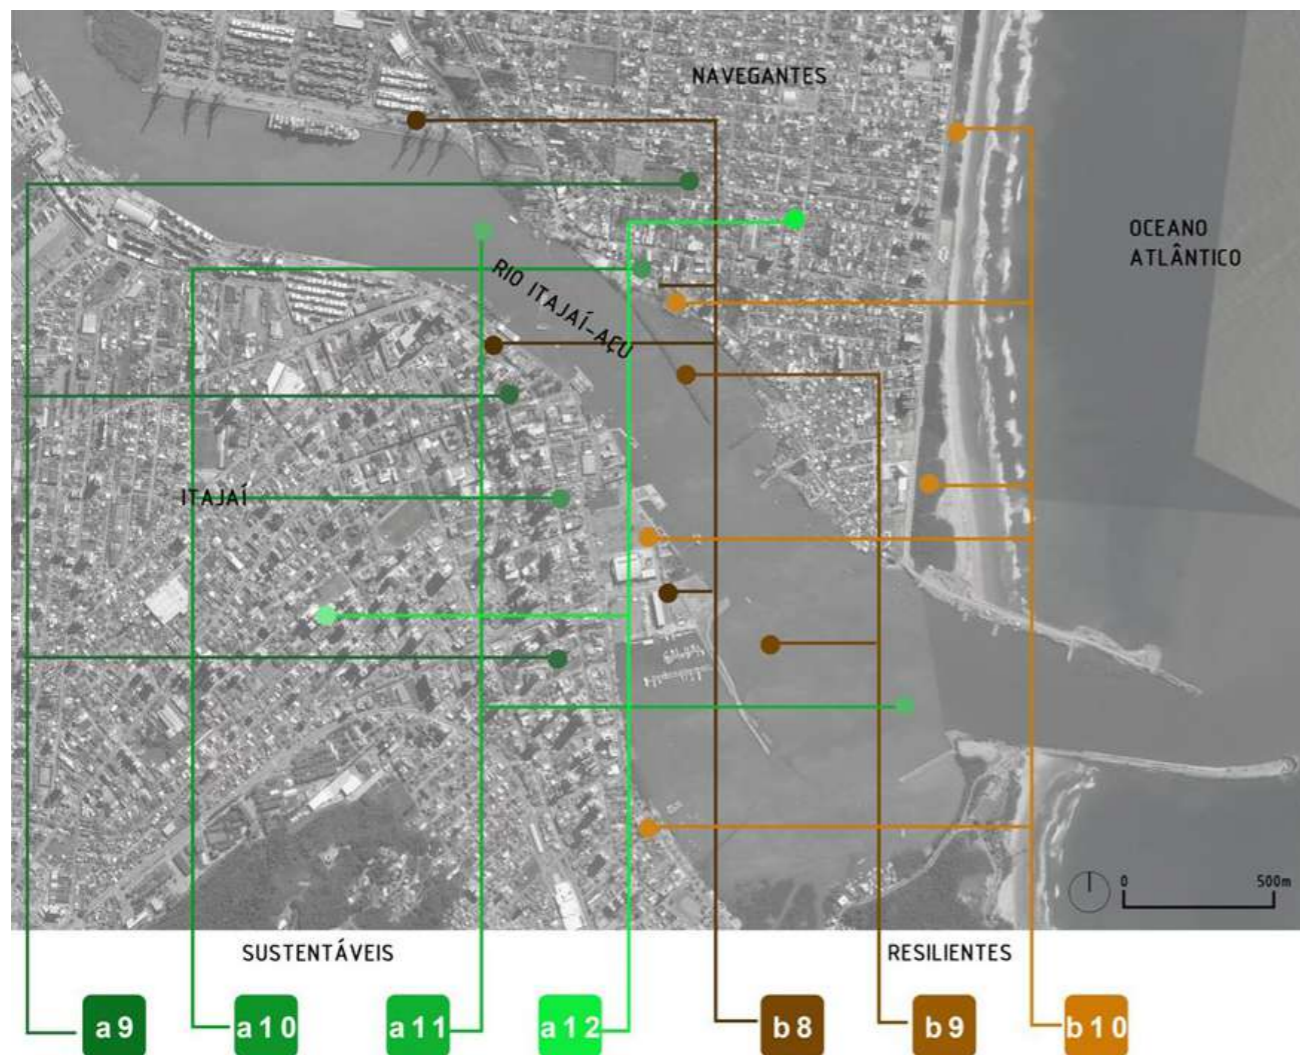 NAVEGANTES
OCEANO
ATLÂNTICO
RIO ITAJAÍ-AÇU
ITAJAÍ
0 500m
SUSTENTÁVEIS RESILIENTES
a9 a10 a11 a12 b8 b9 b10